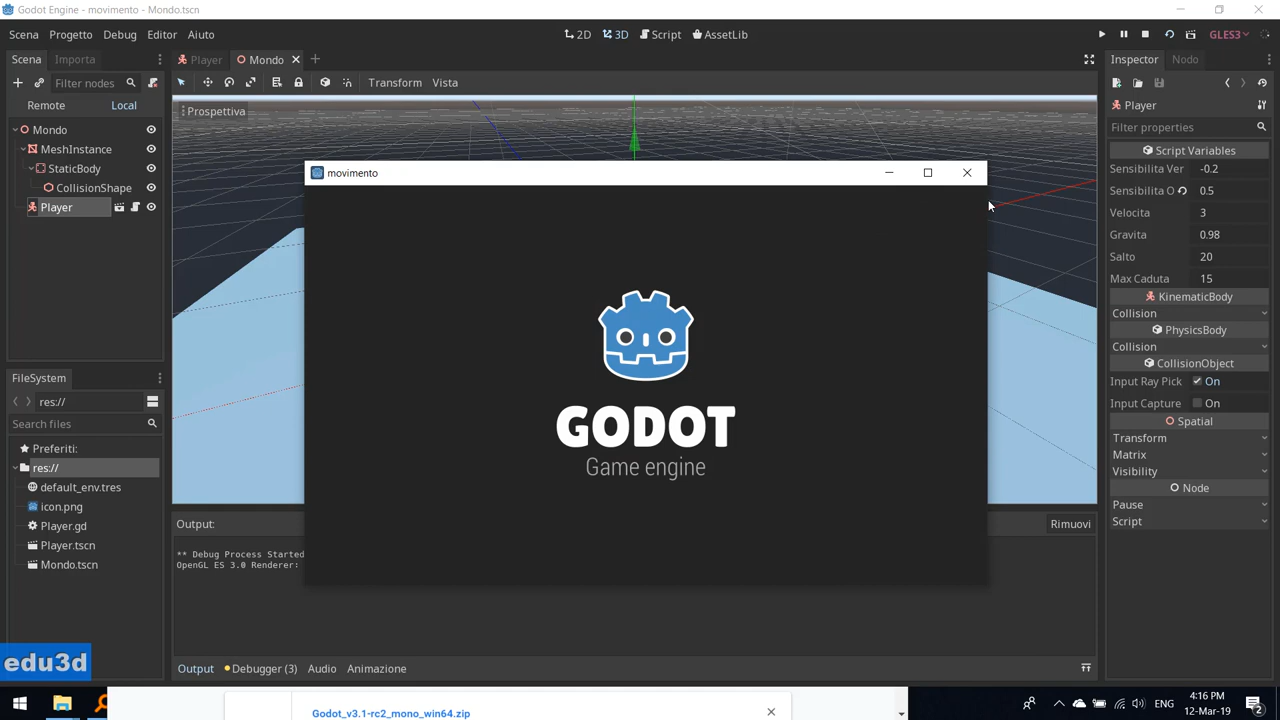 Godot Engine - movimento - Mondo.tscn
Scena Progetto Debug Editor Aiuto
2D 3D Script AssetLib
GLES3
Scena Importa
Filter nodes
Remote Local
Mondo
MeshInstance
StaticBody
CollisionShape
Player
FileSystem
res://
Search files
Preferiti:
res://
default_env.tres
icon.png
Player.gd
Player.tscn
Mondo.tscn
Player Mondo
Transform Vista
Prospettiva
movimento
GODOT
Game engine
Output:
Rimuovi
** Debug Process Started
OpenGL ES 3.0 Renderer:
Output Debugger (3) Audio Animazione
Inspector Nodo
Player
Filter properties
Script Variables
Sensibilita Ver -0.2
Sensibilita O 0.5
Velocita 3
Gravita 0.98
Salto 20
Max Caduta 15
KinematicBody
Collision
PhysicsBody
Collision
CollisionObject
Input Ray Pick On
Input Capture On
Spatial
Transform
Matrix
Visibility
Node
Pause
Script
edu3d
Godot_v3.1-rc2_mono_win64.zip
ENG
4:16 PM
12-Mar-19
2